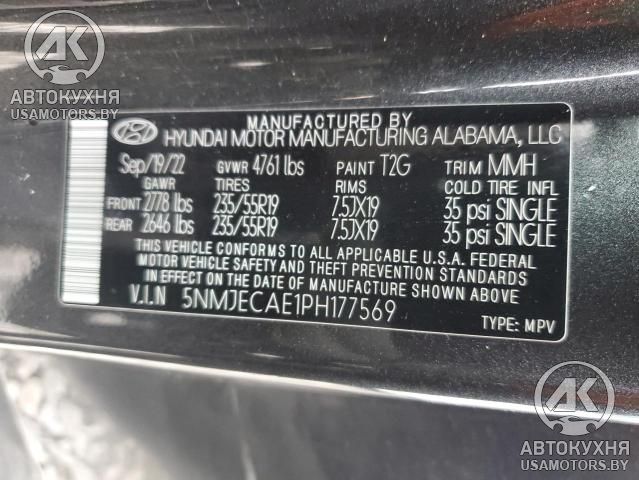 AK
АВТОКУХНЯ
USAMOTORS.BY
MANUFACTURED BY
HYUNDAI MOTOR MANUFACTURING ALABAMA, LLC
Sep/19/22 GVWR 4761 lbs PAINT T2G TRIM MMH
GAWR TIRES RIMS COLD TIRE INFL
FRONT 2778 lbs 235/55R19 7.5JX19 35 psi SINGLE
REAR 2646 lbs 235/55R19 7.5JX19 35 psi SINGLE
THIS VEHICLE CONFORMS TO ALL APPLICABLE U.S.A. FEDERAL
MOTOR VEHICLE SAFETY AND THEFT PREVENTION STANDARDS
IN EFFECT ON THE DATE OF MANUFACTURE SHOWN ABOVE.
V.I.N 5NMJECAE1PH177569
TYPE: MPV
AK
АВТОКУХНЯ
USAMOTORS.BY